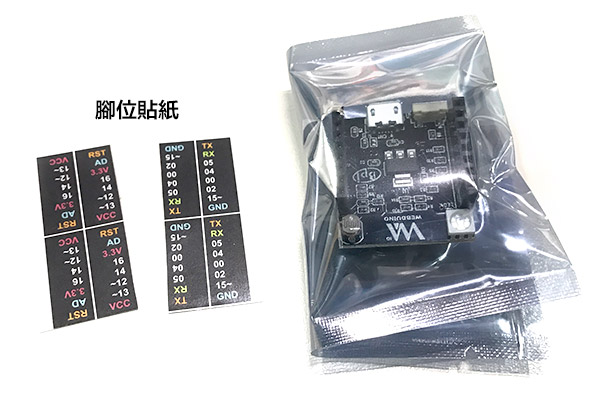 腳位貼紙
VCC
~13
~12
14
16
3.3V
AD
RST
RST
AD
3.3V
16
14
~12
~13
VCC
VCC
~13
~12
14
16
3.3V
AD
RST
RST
AD
3.3V
16
14
~12
~13
VCC
GND
15~
02
00
04
05
RX
TX
TX
RX
05
04
00
02
15~
GND
GND
15~
02
00
04
05
RX
TX
TX
RX
05
04
00
02
15~
GND
WEBDUINO